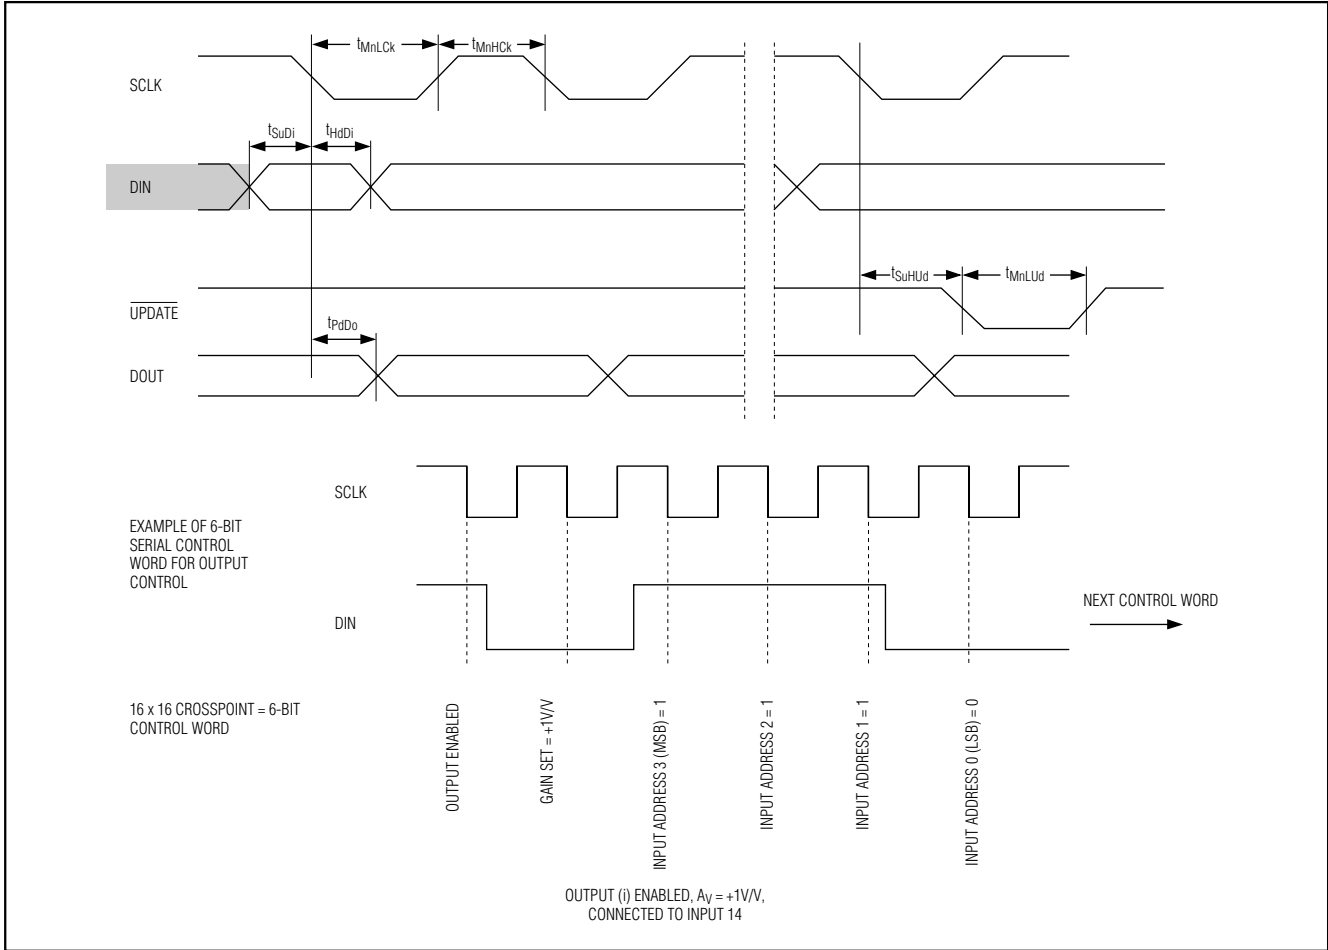 tMnLCk
tMnHCk
SCLK
tSuDi
tHdDi
DIN
tSuHUd
tMnLUd
UPDATE
tPdDo
DOUT
SCLK
EXAMPLE OF 6-BIT
SERIAL CONTROL
WORD FOR OUTPUT
CONTROL
DIN
NEXT CONTROL WORD
16 x 16 CROSSPOINT = 6-BIT
CONTROL WORD
OUTPUT ENABLED
GAIN SET = +1V/V
INPUT ADDRESS 3 (MSB) = 1
INPUT ADDRESS 2 = 1
INPUT ADDRESS 1 = 1
INPUT ADDRESS 0 (LSB) = 0
OUTPUT (i) ENABLED, AV = +1V/V,
CONNECTED TO INPUT 14